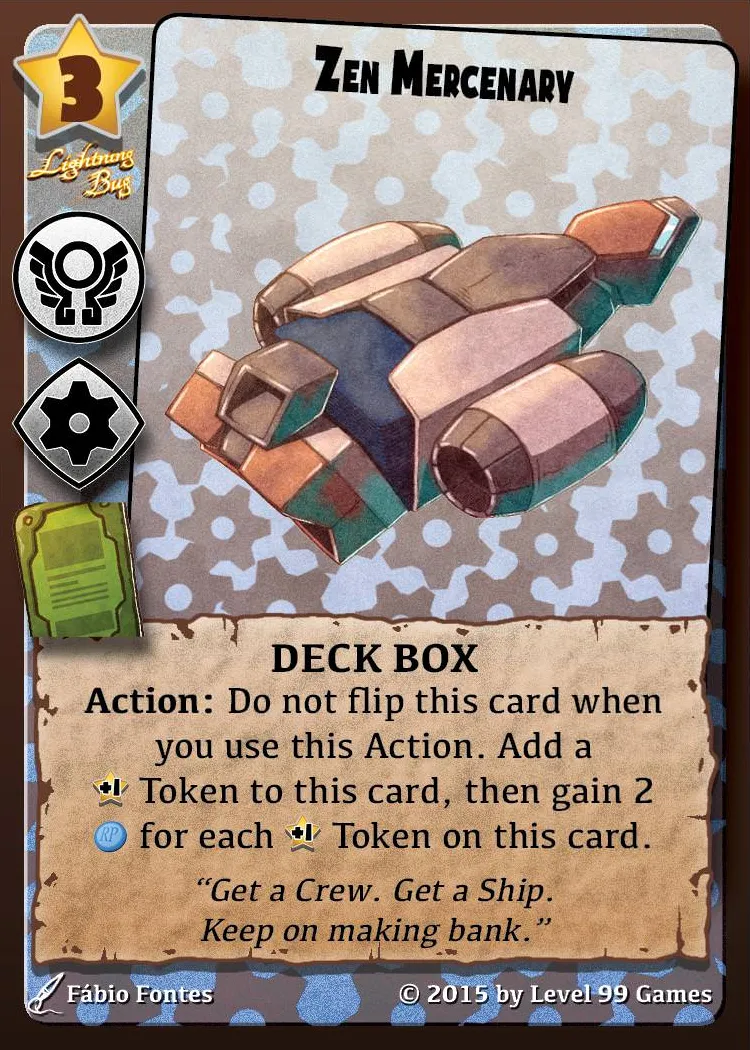 Zen Mercenary
3
Lightning
Bug
DECK BOX
Action: Do not flip this card when
you use this Action. Add a
+1 Token to this card, then gain 2
RP for each +1 Token on this card.
“Get a Crew. Get a Ship.
Keep on making bank.”
Fábio Fontes
© 2015 by Level 99 Games